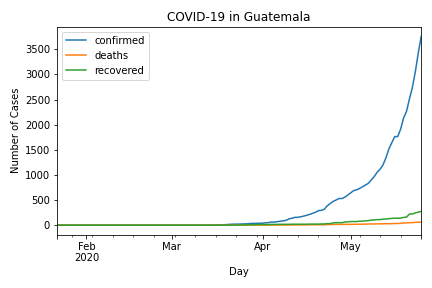 COVID-19 in Guatemala
confirmed
deaths
recovered
Number of Cases
3500
3000
2500
2000
1500
1000
500
0
Feb
2020
Mar
Apr
May
Day